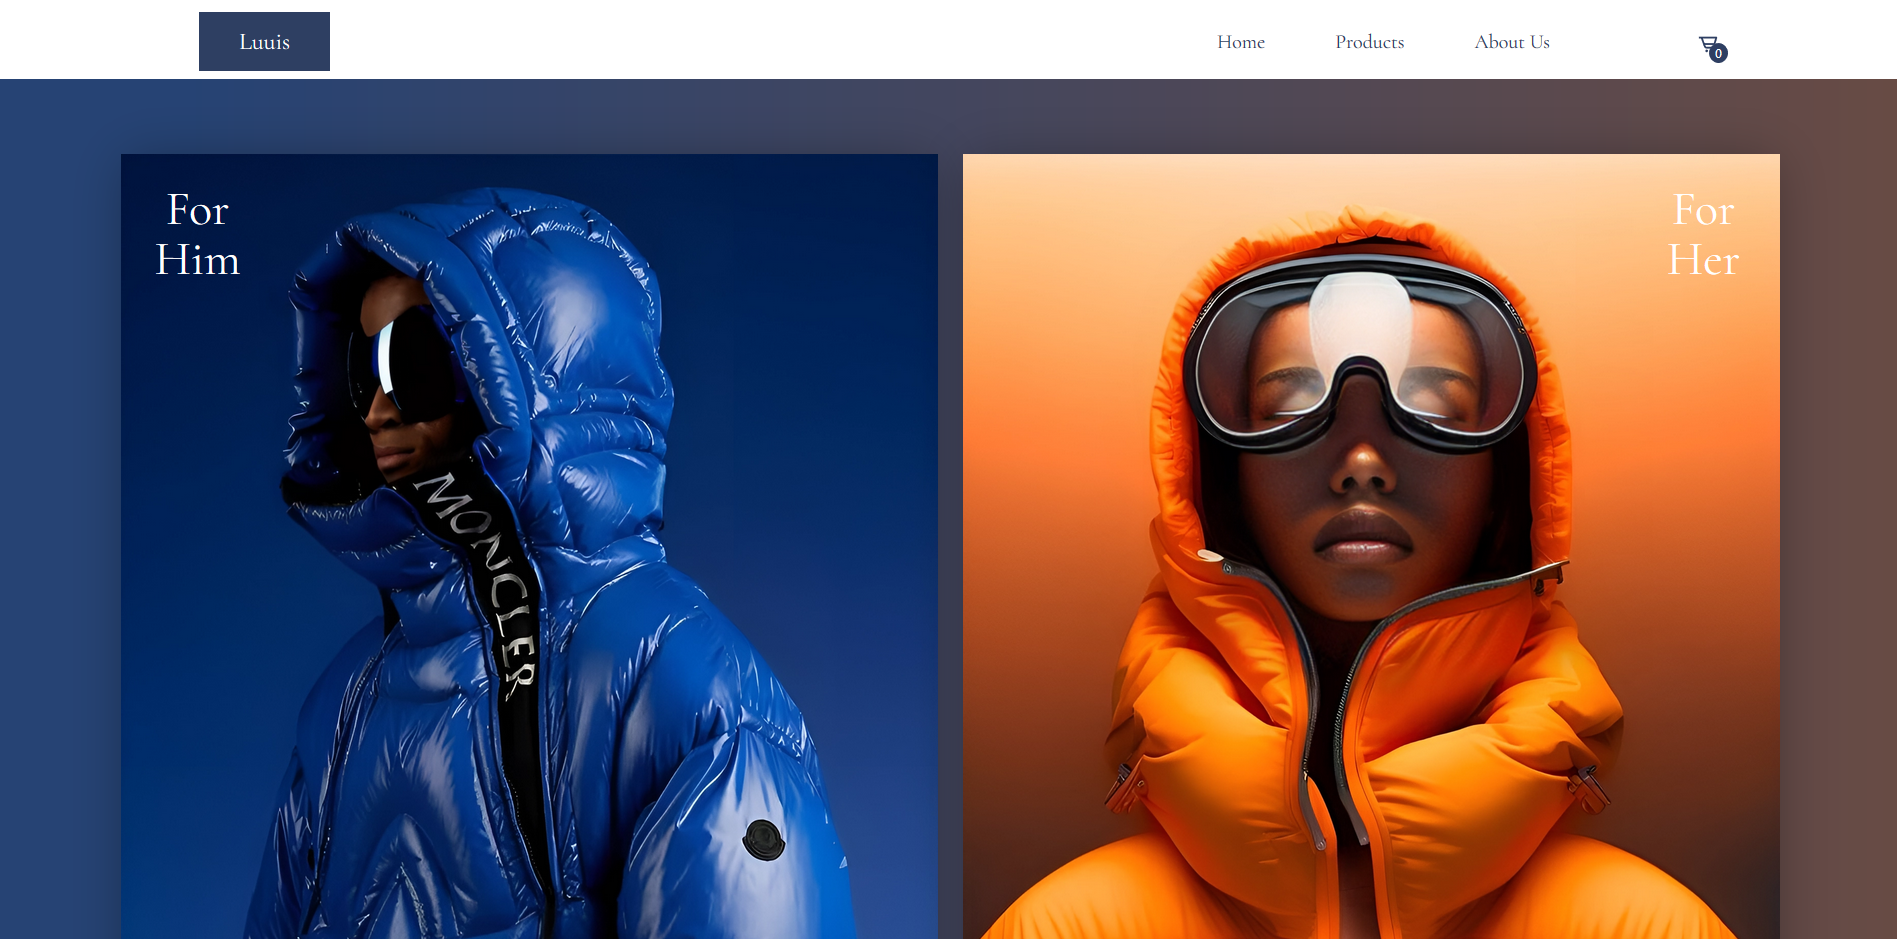 Luuis
Home
Products
About Us
0
For
Him
For
Her
MONCLER